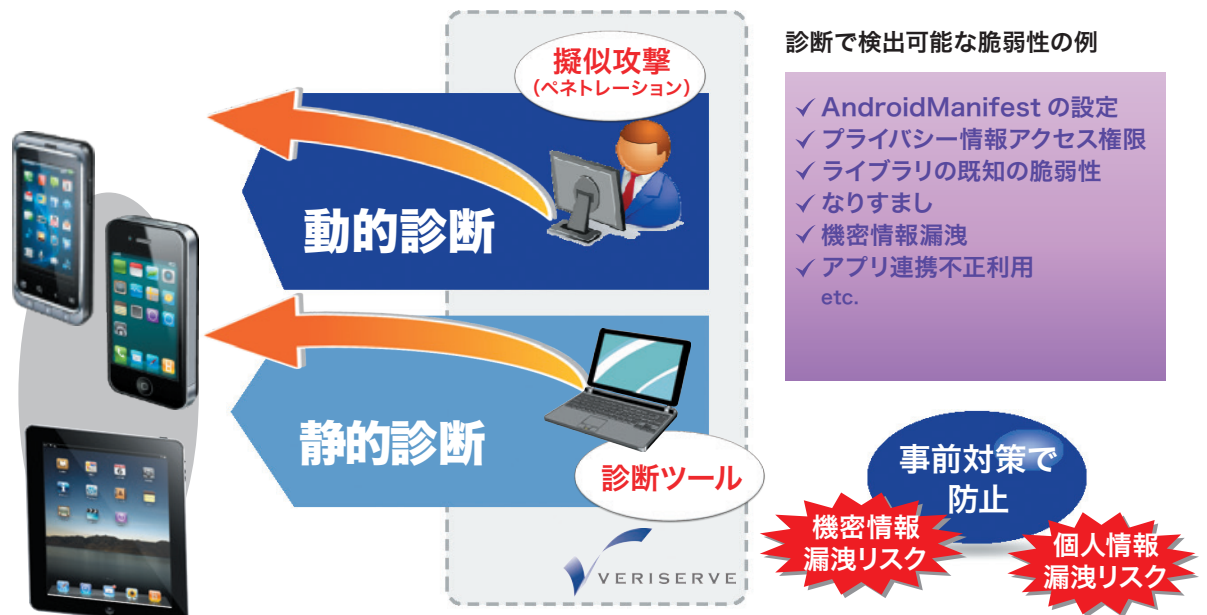 擬似攻撃
(ペネトレーション)
動的診断
静的診断
診断ツール
VERISERVE
診断で検出可能な脆弱性の例
✓ AndroidManifest の設定
✓ プライバシー情報アクセス権限
✓ ライブラリの既知の脆弱性
✓ なりすまし
✓ 機密情報漏洩
✓ アプリ連携不正利用
etc.
事前対策で
防止
機密情報
漏洩リスク
個人情報
漏洩リスク